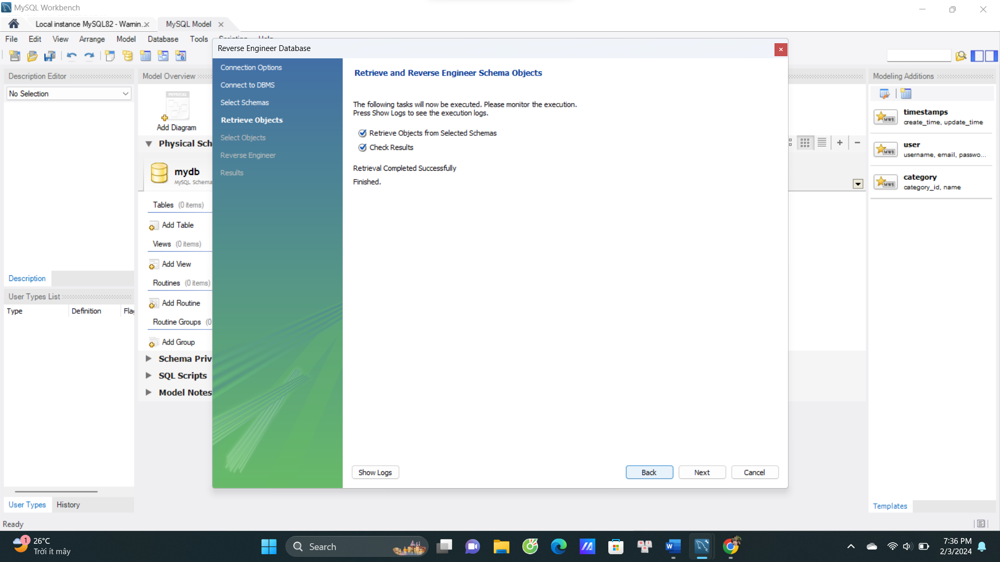 MySQL Workbench
Local instance MySQL82 - Warnin...
MySQL Model
File Edit View Arrange Model Database Tools Scripting Help
Reverse Engineer Database
Description Editor
No Selection
Description
User Types List
Type Definition Flag
User Types History
Ready
Model Overview
PHYSICAL
Add Diagram
Physical Sch
mydb
MySQL Schema
Tables (0 items)
Add Table
Views (0 items)
Add View
Routines (0 items)
Add Routine
Routine Groups (0
Add Group
Schema Priv
SQL Scripts
Model Notes
Connection Options
Connect to DBMS
Select Schemas
Retrieve Objects
Select Objects
Reverse Engineer
Results
Retrieve and Reverse Engineer Schema Objects
The following tasks will now be executed. Please monitor the execution.
Press Show Logs to see the execution logs.
Retrieve Objects from Selected Schemas
Check Results
Retrieval Completed Successfully
Finished.
Show Logs Back Next Cancel
Modeling Additions
MWB
timestamps
create_time, update_time
MWB
user
username, email, passwo...
MWB
category
category_id, name
Templates
1
26°C
Trời ít mây
Search
W
7:36 PM
2/3/2024